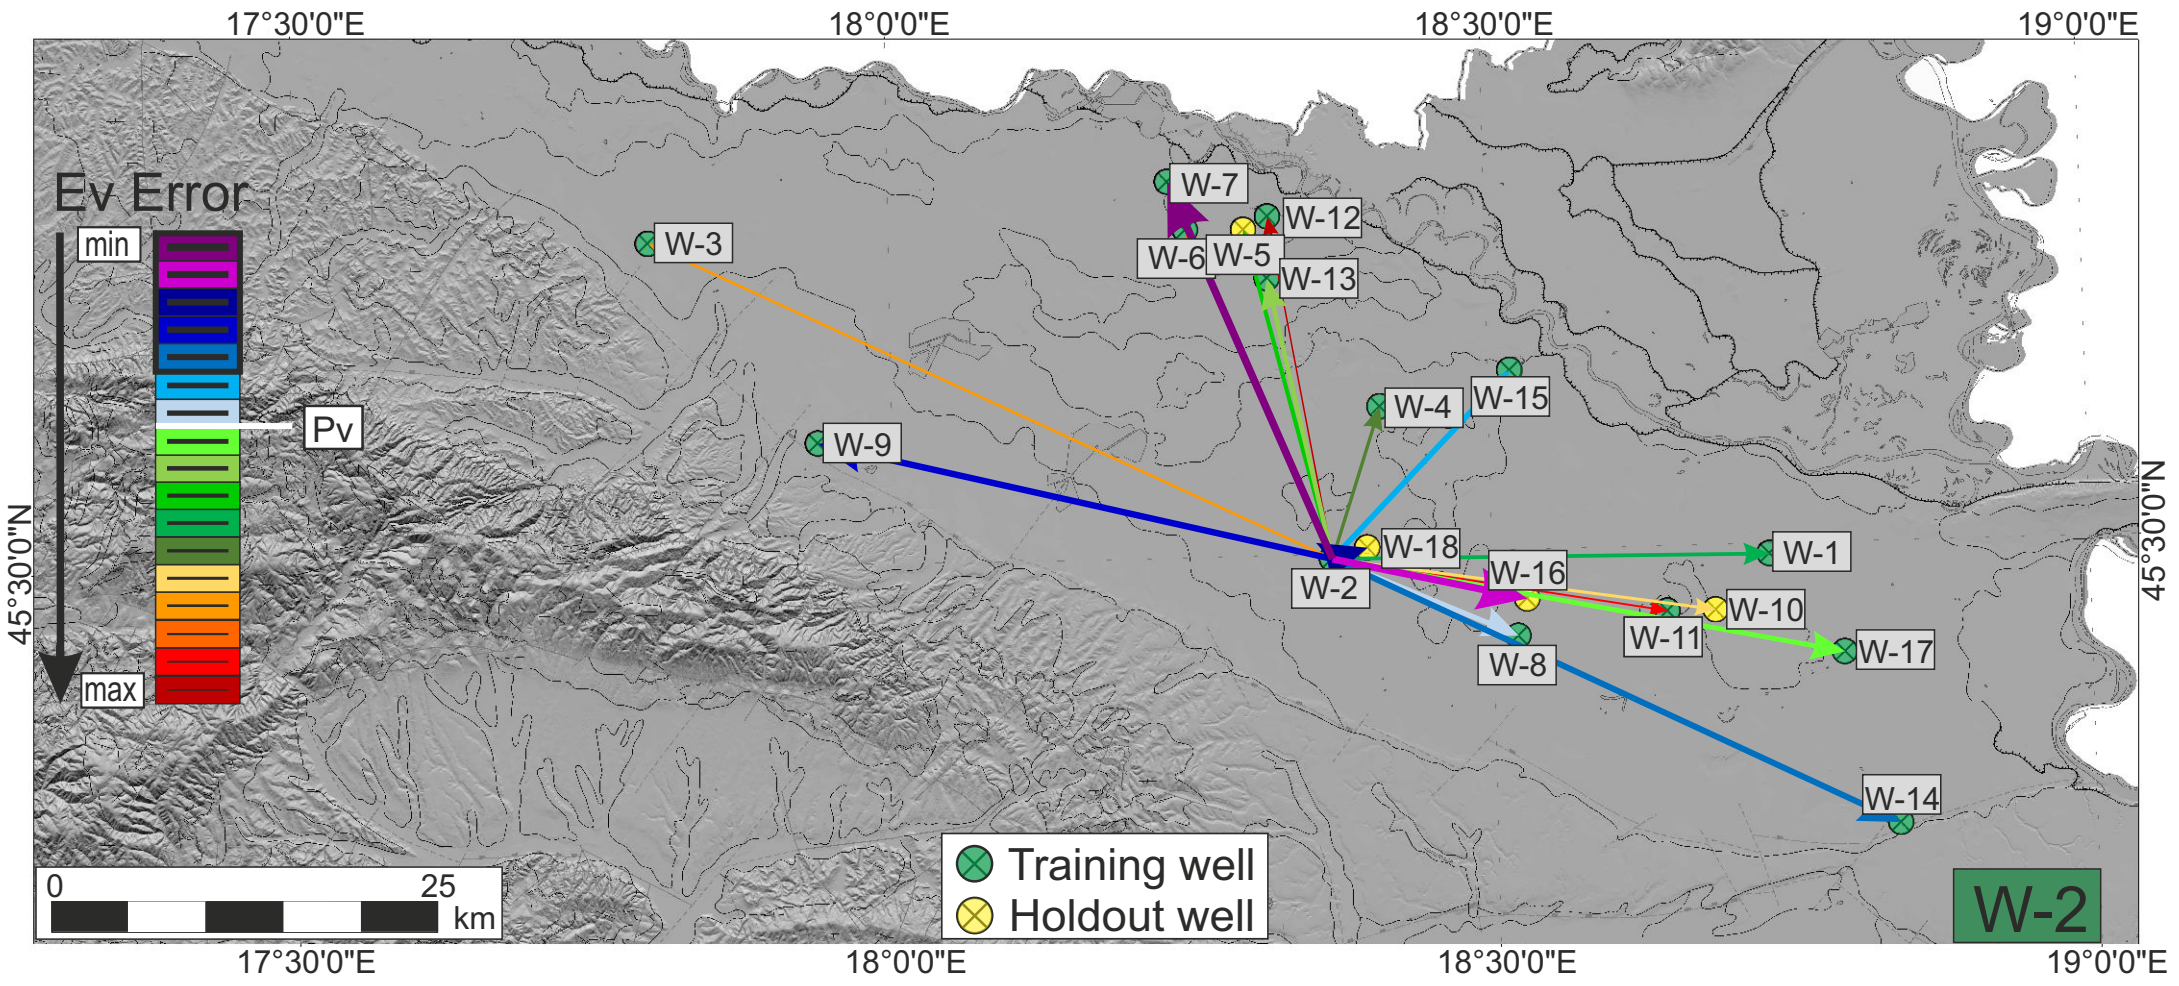 17°30'0"E
18°0'0"E
18°30'0"E
19°0'0"E
Ev Error
min
max
Pv
W-7
W-12
W-3
W-6
W-5
W-13
W-15
W-4
W-9
W-18
W-1
W-2
W-16
W-10
W-11
W-17
W-8
W-14
45°30'0"N
45°30'0"N
0
25
km
Training well
Holdout well
W-2
17°30'0"E
18°0'0"E
18°30'0"E
19°0'0"E